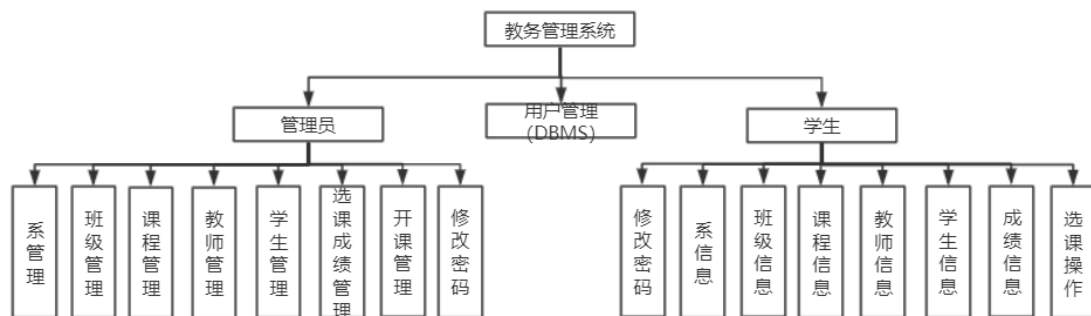 教务管理系统
管理员
用户管理
(DBMS)
学生
系管理
班级管理
课程管理
教师管理
学生管理
选课成绩管理
开课管理
修改密码
修改密码
系信息
班级信息
课程信息
教师信息
学生信息
成绩信息
选课操作